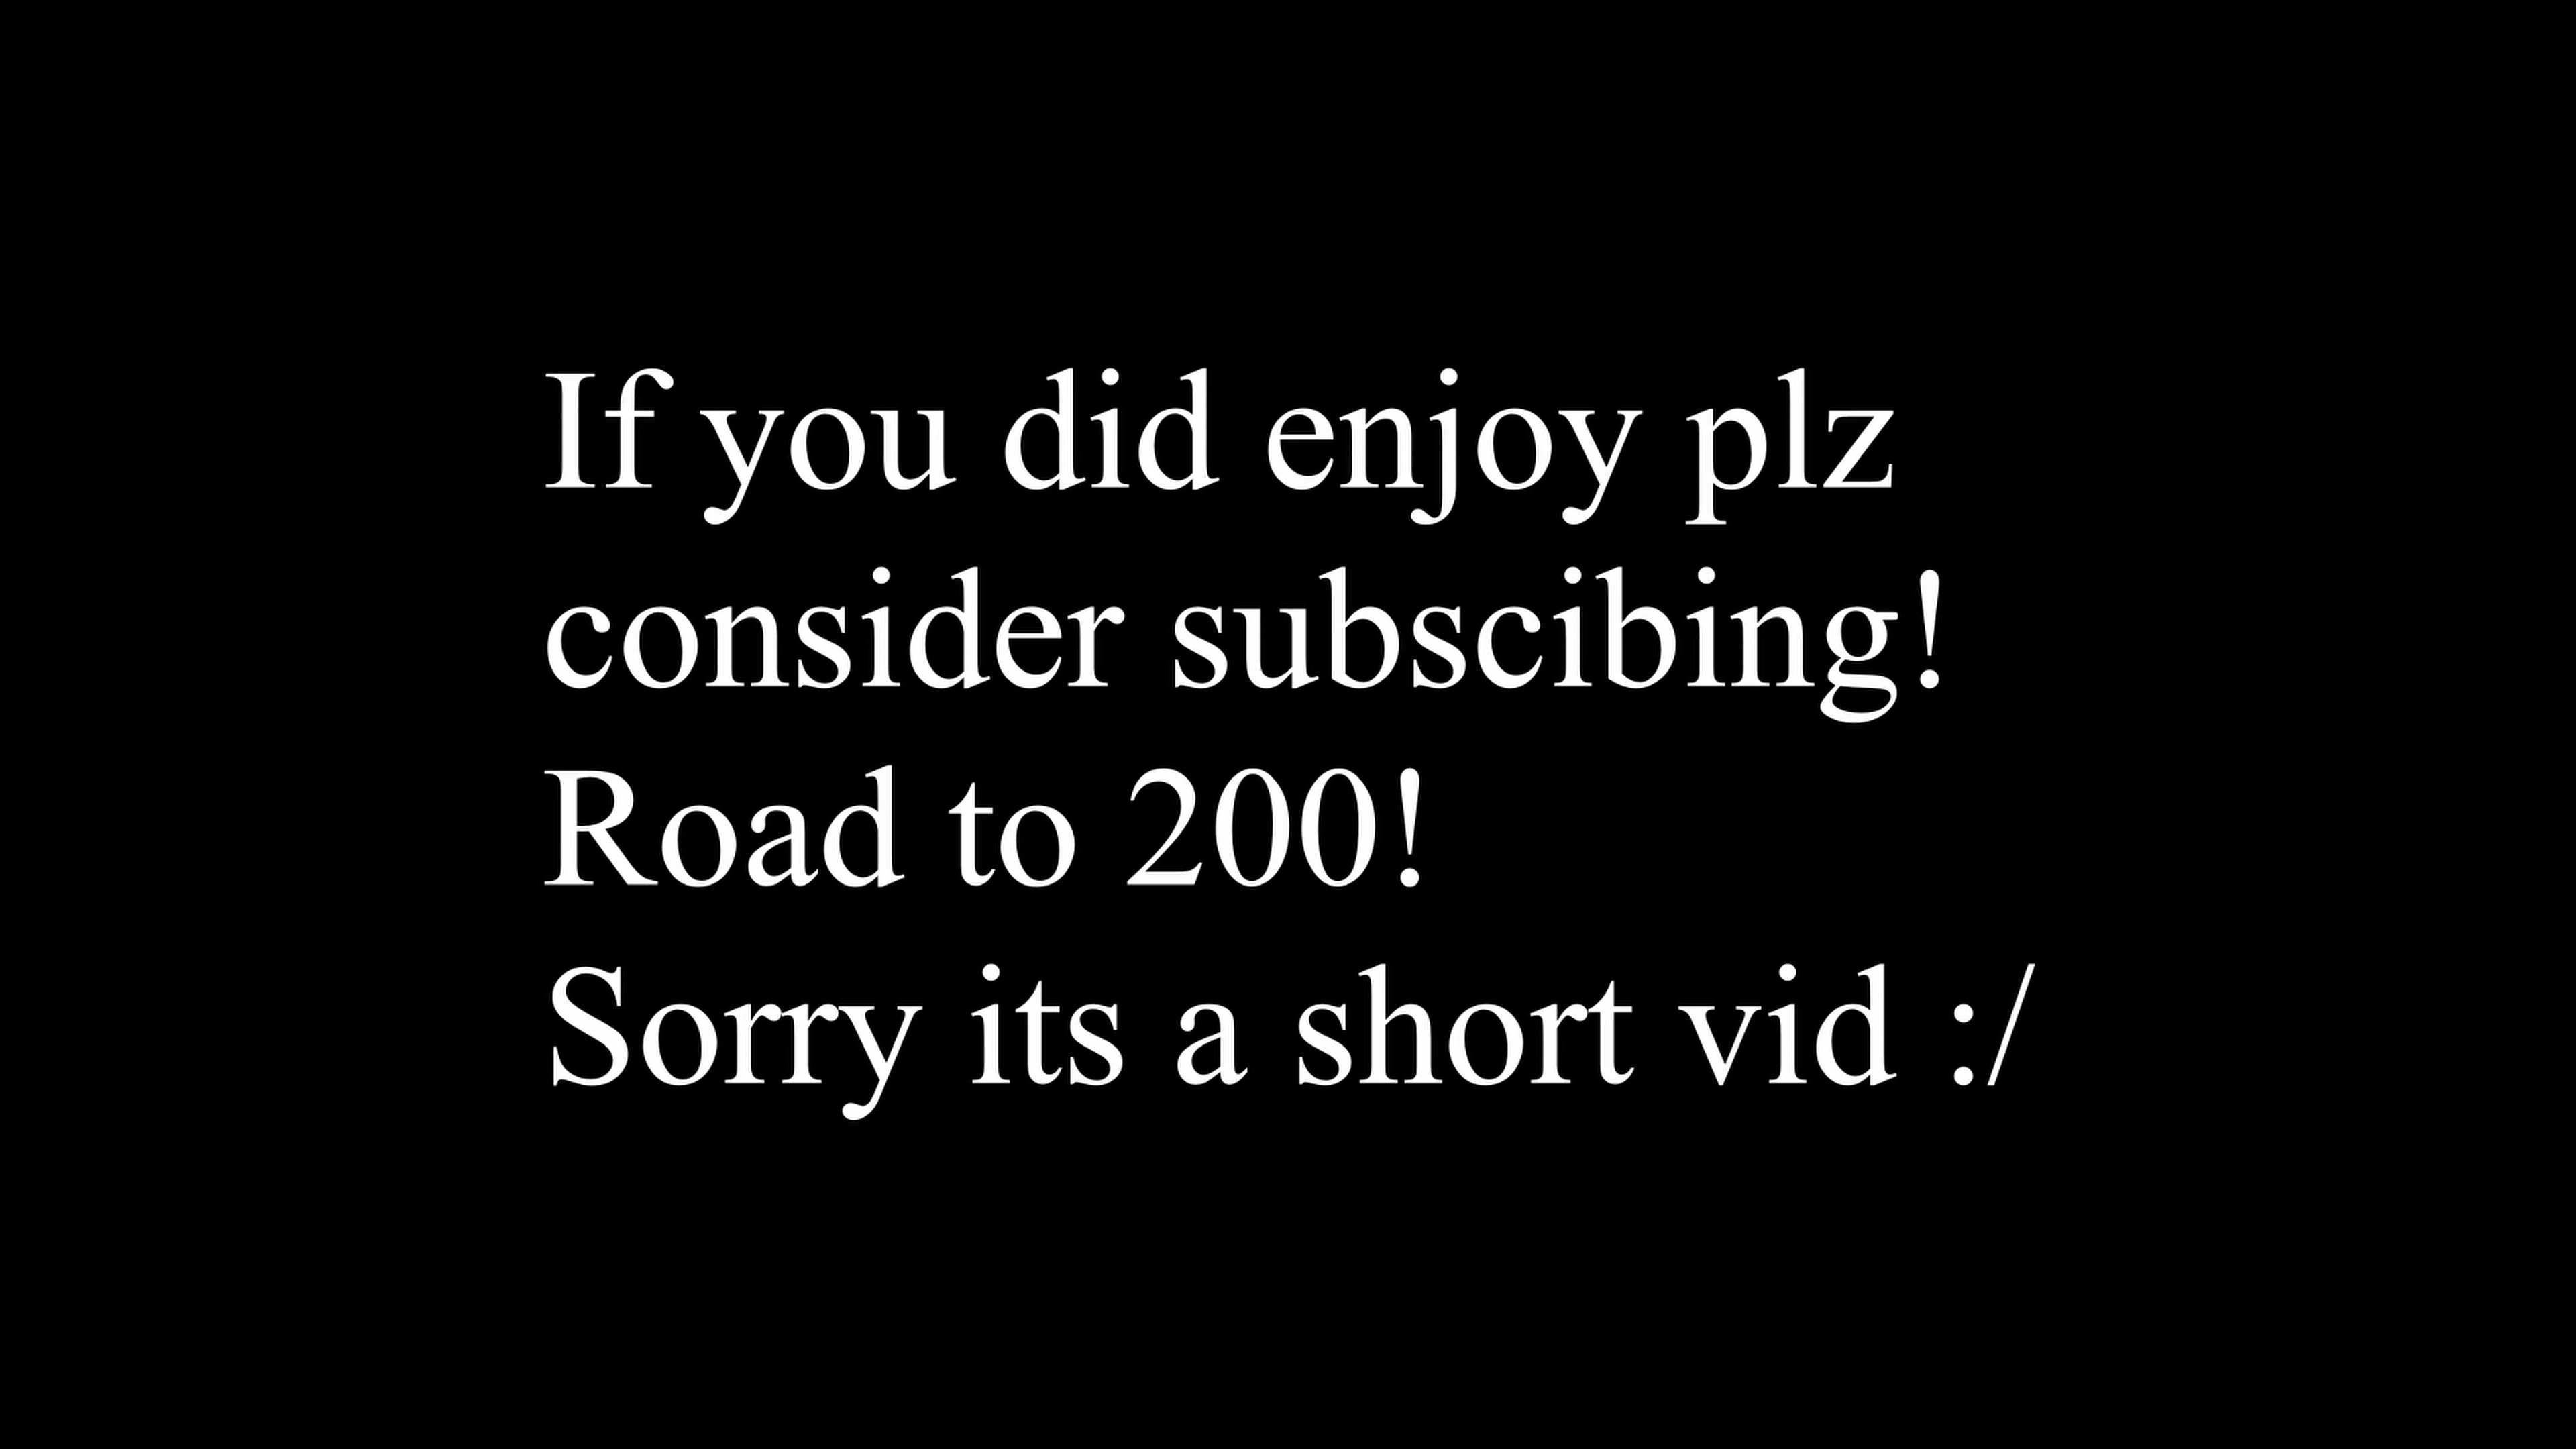 If you did enjoy plz
consider subscibing!
Road to 200!
Sorry its a short vid :/